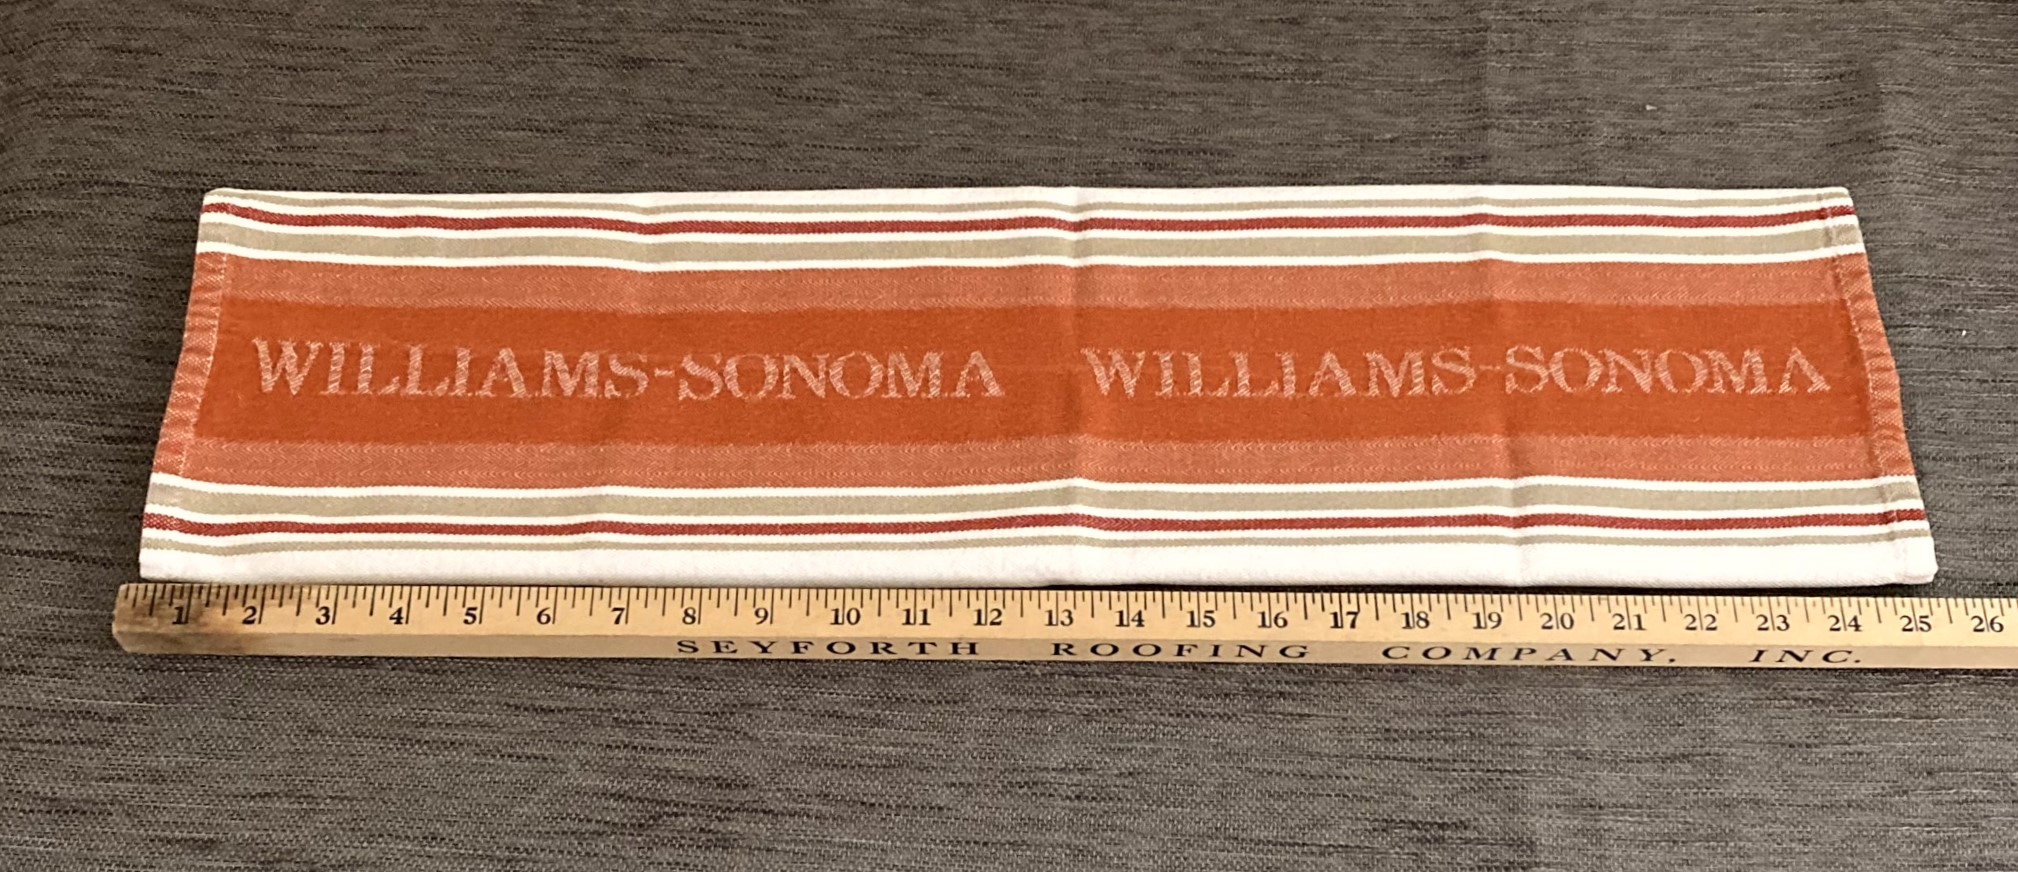 WILLIAMS-SONOMA WILLIAMS-SONOMA
1 2 3 4 5 6 7 8 9 10 11 12 13 14 15 16 17 18 19 20 21 22 23 24 25 26
SEYFORTH ROOFING COMPANY, INC.